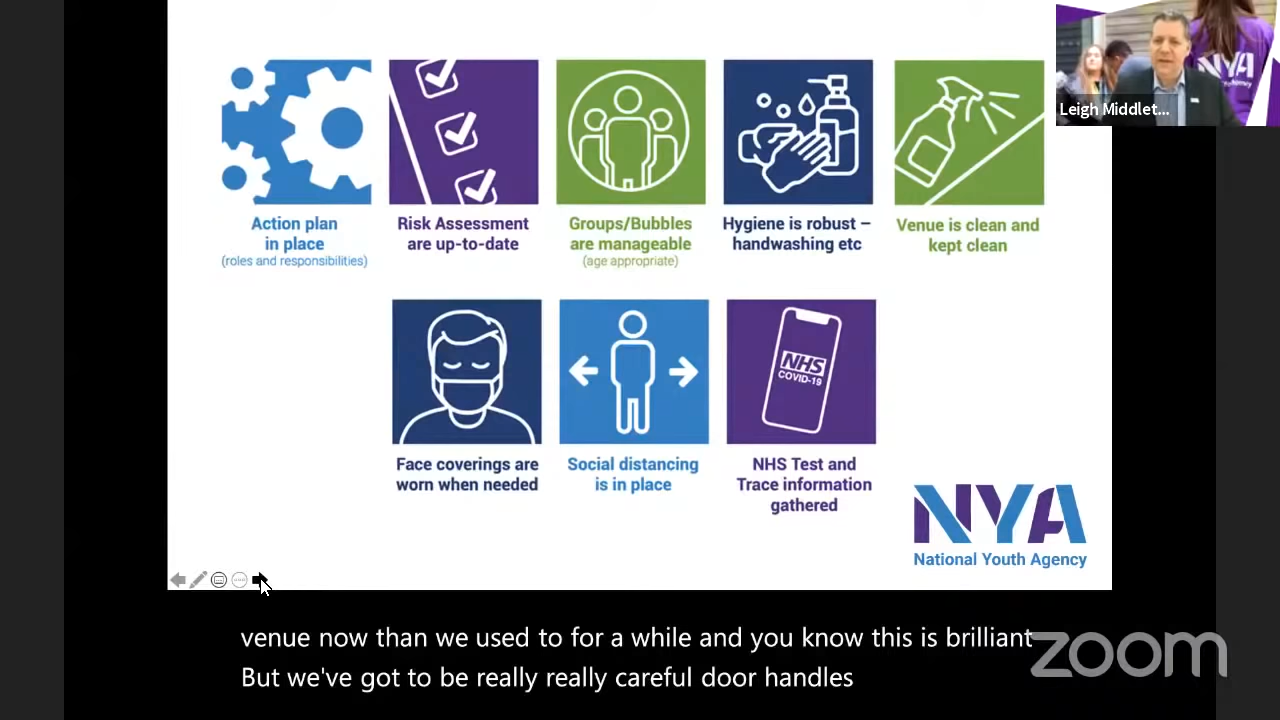 NYA
Leigh Middlet...
Action plan
in place
(roles and responsibilities)
Risk Assessment
are up-to-date
Groups/Bubbles
are manageable
(age appropriate)
Hygiene is robust –
handwashing etc
Venue is clean and
kept clean
NHS
COVID-19
Face coverings are
worn when needed
Social distancing
is in place
NHS Test and
Trace information
gathered
NYA
National Youth Agency
venue now than we used to for a while and you know this is brilliant
But we've got to be really really careful door handles
zoom